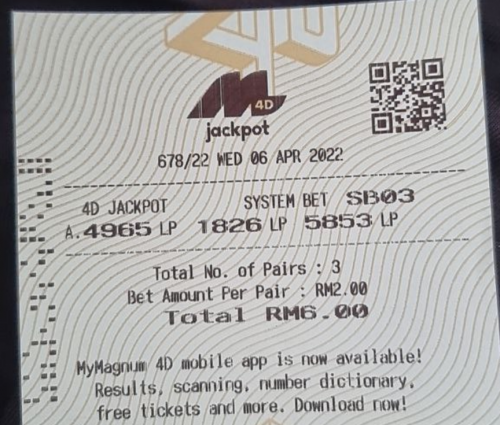 4D
M 4D
jackpot
678/22 WED 06 APR 2022
4D JACKPOT SYSTEM BET SB03
A.4965 LP 1826 LP 5853 LP
Total No. of Pairs : 3
Bet Amount Per Pair : RM2.00
Total RM6.00
MyMagnum 4D mobile app is now available!
Results, scanning, number dictionary,
free tickets and more. Download now!